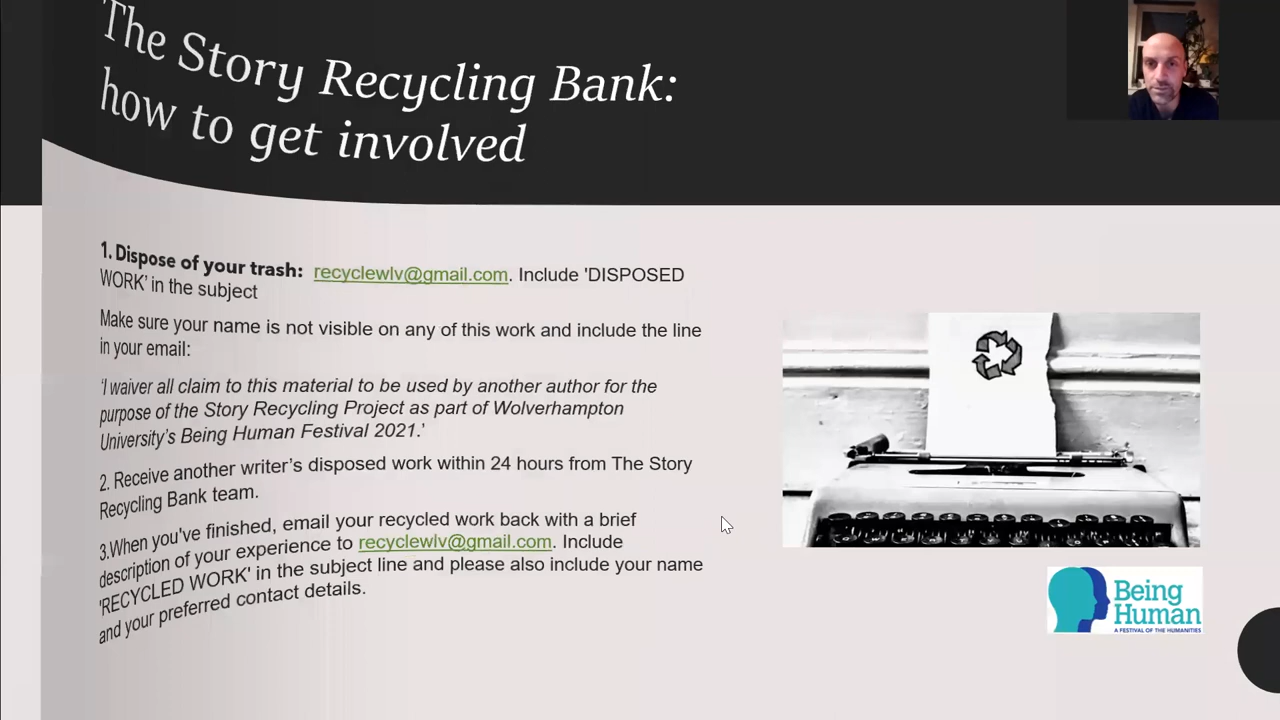 The Story Recycling Bank:
how to get involved
1. Dispose of your trash: recyclewlv@gmail.com. Include 'DISPOSED
WORK' in the subject
Make sure your name is not visible on any of this work and include the line
in your email:
'I waiver all claim to this material to be used by another author for the
purpose of the Story Recycling Project as part of Wolverhampton
University's Being Human Festival 2021.'
2. Receive another writer's disposed work within 24 hours from The Story
Recycling Bank team.
3.When you've finished, email your recycled work back with a brief
description of your experience to recyclewlv@gmail.com. Include
'RECYCLED WORK' in the subject line and please also include your name
and your preferred contact details.
Being
Human
A FESTIVAL OF THE HUMANITIES